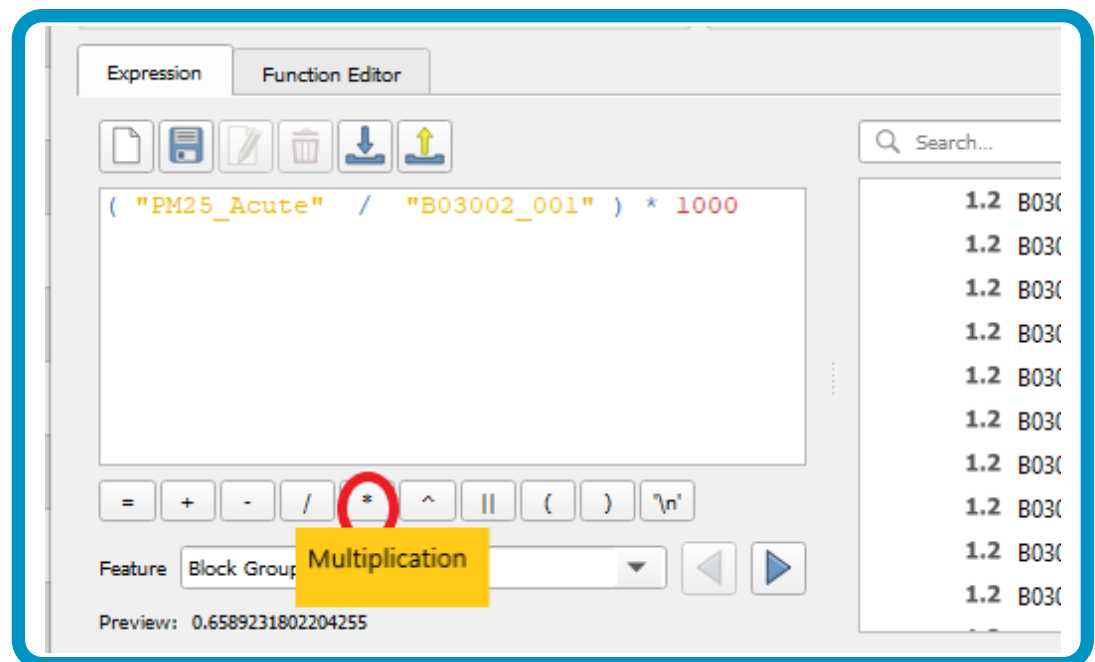 Expression Function Editor
Search...
( "PM25_Acute" / "B03002_001" ) * 1000
1.2 B030
1.2 B030
1.2 B030
1.2 B030
1.2 B030
1.2 B030
1.2 B030
1.2 B030
1.2 B030
1.2 B030
= + - / * ^ || ( ) '\n'
Feature Block Group
Multiplication
Preview: 0.6589231802204255